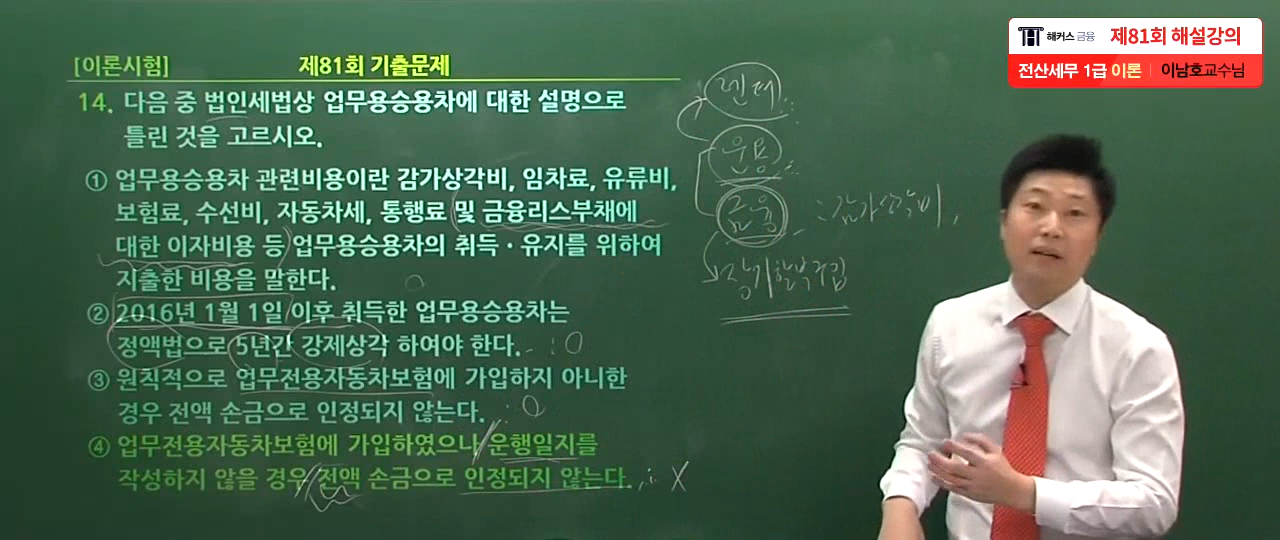 해커스 금융
제81회 해설강의
전산세무 1급 이론 | 이남호교수님
[이론시험] 제81회 기출문제
14. 다음 중 법인세법상 업무용승용차에 대한 설명으로
틀린 것을 고르시오.
① 업무용승용차 관련비용이란 감가상각비, 임차료, 유류비,
보험료, 수선비, 자동차세, 통행료 및 금융리스부채에
대한 이자비용 등 업무용승용차의 취득·유지를 위하여
지출한 비용을 말한다.
② 2016년 1월 1일 이후 취득한 업무용승용차는
정액법으로 5년간 강제상각 하여야 한다. : O
③ 원칙적으로 업무전용자동차보험에 가입하지 아니한
경우 전액 손금으로 인정되지 않는다. : O
④ 업무전용자동차보험에 가입하였으나 운행일지를
작성하지 않을 경우 전액 손금으로 인정되지 않는다. : X
렌터
운용
금융 : 감가상각비,
장기할부구입